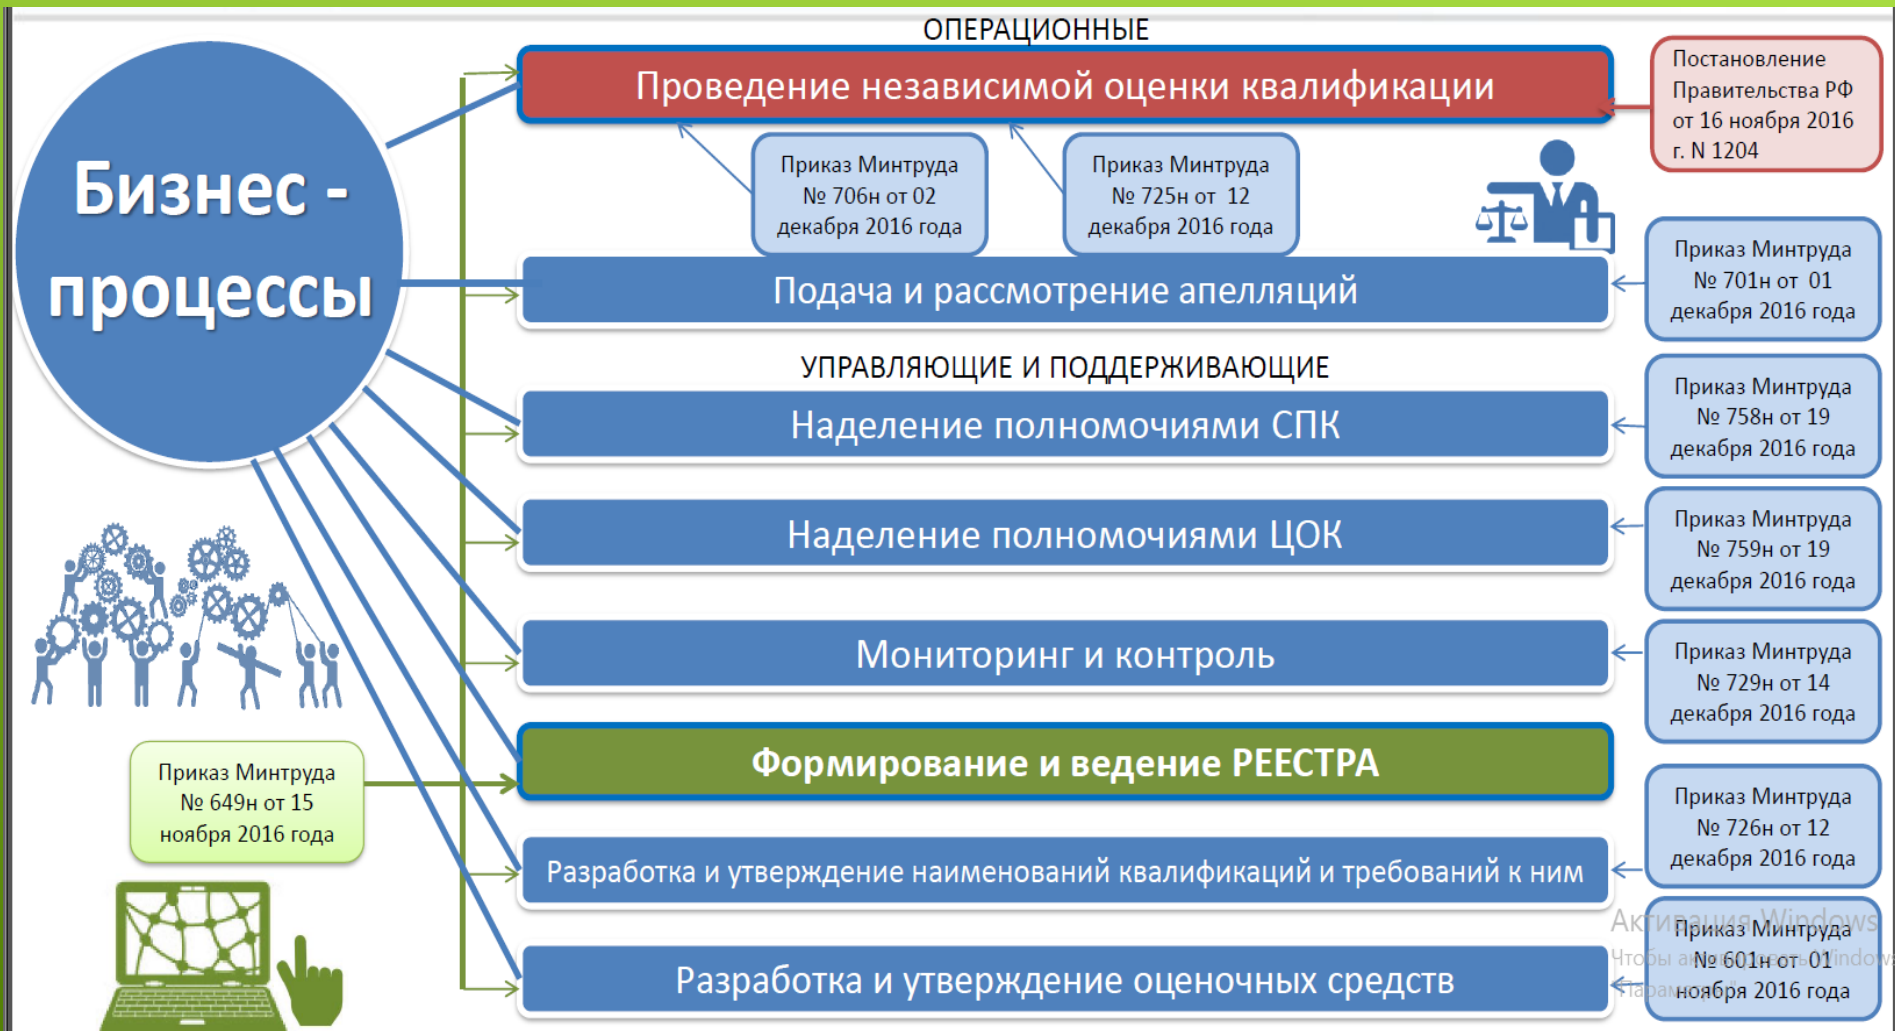 ОПЕРАЦИОННЫЕ
Бизнес -
процессы
Проведение независимой оценки квалификации
Постановление
Правительства РФ
от 16 ноября 2016
г. N 1204
Приказ Минтруда
№ 706н от 02
декабря 2016 года
Приказ Минтруда
№ 725н от 12
декабря 2016 года
Подача и рассмотрение апелляций
Приказ Минтруда
№ 701н от 01
декабря 2016 года
УПРАВЛЯЮЩИЕ И ПОДДЕРЖИВАЮЩИЕ
Наделение полномочиями СПК
Приказ Минтруда
№ 758н от 19
декабря 2016 года
Наделение полномочиями ЦОК
Приказ Минтруда
№ 759н от 19
декабря 2016 года
Мониторинг и контроль
Приказ Минтруда
№ 729н от 14
декабря 2016 года
Формирование и ведение РЕЕСТРА
Приказ Минтруда
№ 649н от 15
ноября 2016 года
Разработка и утверждение наименований квалификаций и требований к ним
Приказ Минтруда
№ 726н от 12
декабря 2016 года
Разработка и утверждение оценочных средств
Приказ Минтруда
№ 601н от 01
ноября 2016 года
Активация Windows
Чтобы Windows